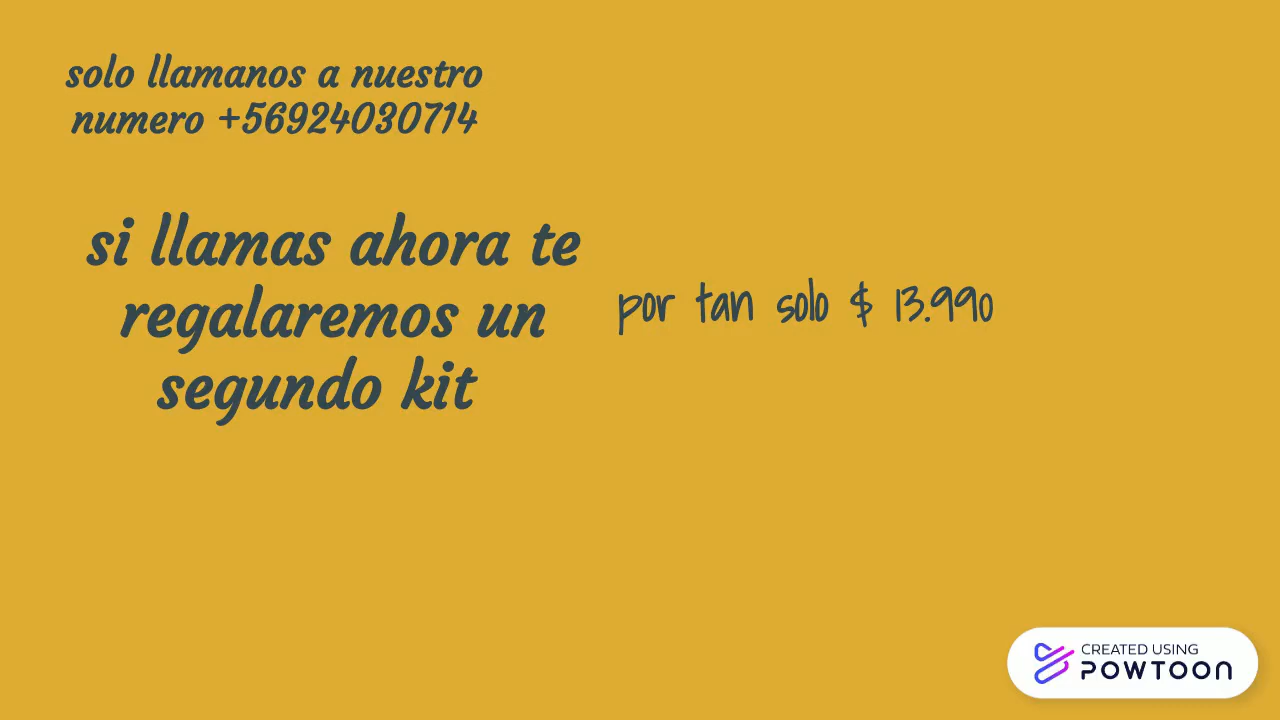 solo llamanos a nuestro
numero +56924030714
si llamas ahora te
regalaremos un
segundo kit
por tan solo $ 13.990
CREATED USING
POWTOON